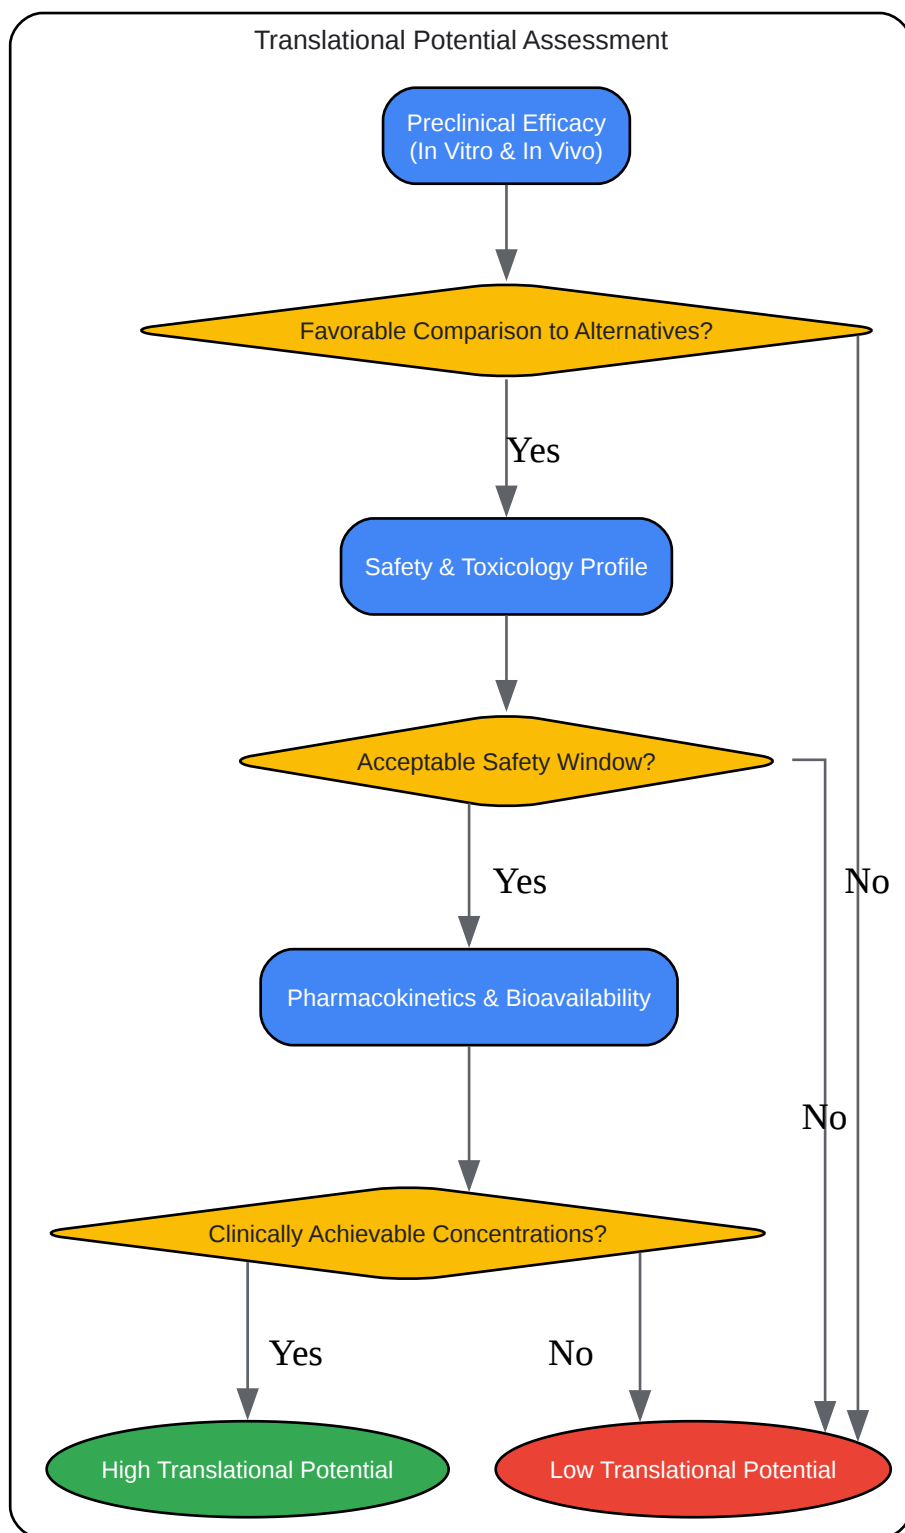 Translational Potential Assessment
Preclinical Efficacy
(In Vitro & In Vivo)
Favorable Comparison to Alternatives?
Yes
Safety & Toxicology Profile
Acceptable Safety Window?
Yes
No
Pharmacokinetics & Bioavailability
No
Clinically Achievable Concentrations?
Yes
No
High Translational Potential
Low Translational Potential